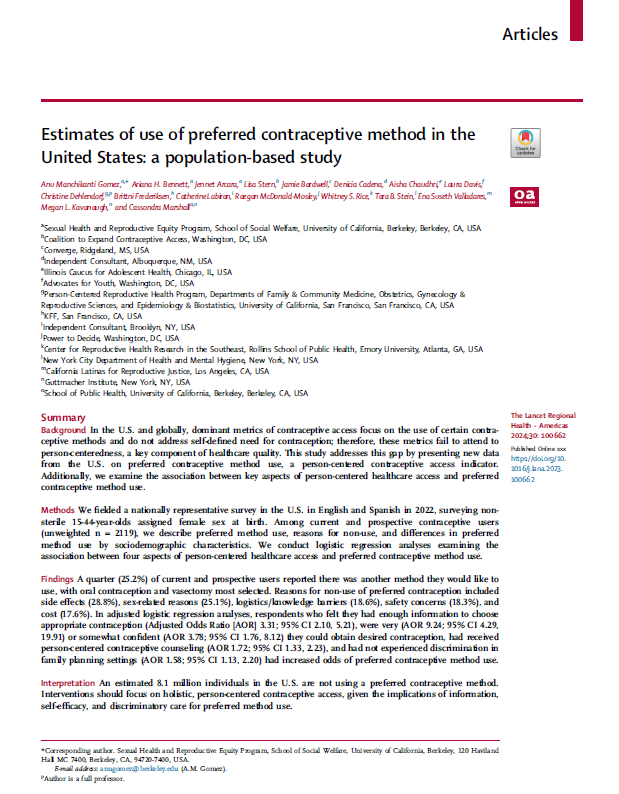 Articles
Estimates of use of preferred contraceptive method in the
United States: a population-based study
Check for
updates
oa
OPEN ACCESS
Anu Manchikanti Gomez,a,∗ Ariana H. Bennett,a Jennet Arcara,a Lisa Stern,b Jamie Bardwell,c Denicia Cadena,d Aisha Chaudhri,e Laura Davis,f
Christine Dehlendorf,g,p Brittni Frederiksen,h Catherine Labiran,i Raegan McDonald-Mosley,j Whitney S. Rice,k Tara B. Stein,l Ena Suseth Valladares,m
Megan L. Kavanaugh,n and Cassondra Marshalla,o
aSexual Health and Reproductive Equity Program, School of Social Welfare, University of California, Berkeley, Berkeley, CA, USA
bCoalition to Expand Contraceptive Access, Washington, DC, USA
cConverge, Ridgeland, MS, USA
dIndependent Consultant, Albuquerque, NM, USA
eIllinois Caucus for Adolescent Health, Chicago, IL, USA
fAdvocates for Youth, Washington, DC, USA
gPerson-Centered Reproductive Health Program, Departments of Family & Community Medicine, Obstetrics, Gynecology &
Reproductive Sciences, and Epidemiology & Biostatistics, University of California, San Francisco, San Francisco, CA, USA
hKFF, San Francisco, CA, USA
iIndependent Consultant, Brooklyn, NY, USA
jPower to Decide, Washington, DC, USA
kCenter for Reproductive Health Research in the Southeast, Rollins School of Public Health, Emory University, Atlanta, GA, USA
lNew York City Department of Health and Mental Hygiene, New York, NY, USA
mCalifornia Latinas for Reproductive Justice, Los Angeles, CA, USA
nGuttmacher Institute, New York, NY, USA
oSchool of Public Health, University of California, Berkeley, Berkeley, CA, USA
Summary
Background In the U.S. and globally, dominant metrics of contraceptive access focus on the use of certain contra-
ceptive methods and do not address self-defined need for contraception; therefore, these metrics fail to attend to
person-centeredness, a key component of healthcare quality. This study addresses this gap by presenting new data
from the U.S. on preferred contraceptive method use, a person-centered contraceptive access indicator.
Additionally, we examine the association between key aspects of person-centered healthcare access and preferred
contraceptive method use.
The Lancet Regional
Health - Americas
2024;30: 100662
Published Online xxx
https://doi.org/10.
1016/j.lana.2023.
100662
Methods We fielded a nationally representative survey in the U.S. in English and Spanish in 2022, surveying non-
sterile 15-44-year-olds assigned female sex at birth. Among current and prospective contraceptive users
(unweighted n = 2119), we describe preferred method use, reasons for non-use, and differences in preferred
method use by sociodemographic characteristics. We conduct logistic regression analyses examining the
association between four aspects of person-centered healthcare access and preferred contraceptive method use.
Findings A quarter (25.2%) of current and prospective users reported there was another method they would like to
use, with oral contraception and vasectomy most selected. Reasons for non-use of preferred contraception included
side effects (28.8%), sex-related reasons (25.1%), logistics/knowledge barriers (18.6%), safety concerns (18.3%), and
cost (17.6%). In adjusted logistic regression analyses, respondents who felt they had enough information to choose
appropriate contraception (Adjusted Odds Ratio [AOR] 3.31; 95% CI 2.10, 5.21), were very (AOR 9.24; 95% CI 4.29,
19.91) or somewhat confident (AOR 3.78; 95% CI 1.76, 8.12) they could obtain desired contraception, had received
person-centered contraceptive counseling (AOR 1.72; 95% CI 1.33, 2.23), and had not experienced discrimination in
family planning settings (AOR 1.58; 95% CI 1.13, 2.20) had increased odds of preferred contraceptive method use.
Interpretation An estimated 8.1 million individuals in the U.S. are not using a preferred contraceptive method.
Interventions should focus on holistic, person-centered contraceptive access, given the implications of information,
self-efficacy, and discriminatory care for preferred method use.
*Corresponding author. Sexual Health and Reproductive Equity Program, School of Social Welfare, University of California, Berkeley, 120 Haviland
Hall MC 7400, Berkeley, CA, 94720-7400, USA.
E-mail address: anugomez@berkeley.edu (A.M. Gomez).
pAuthor is a full professor.